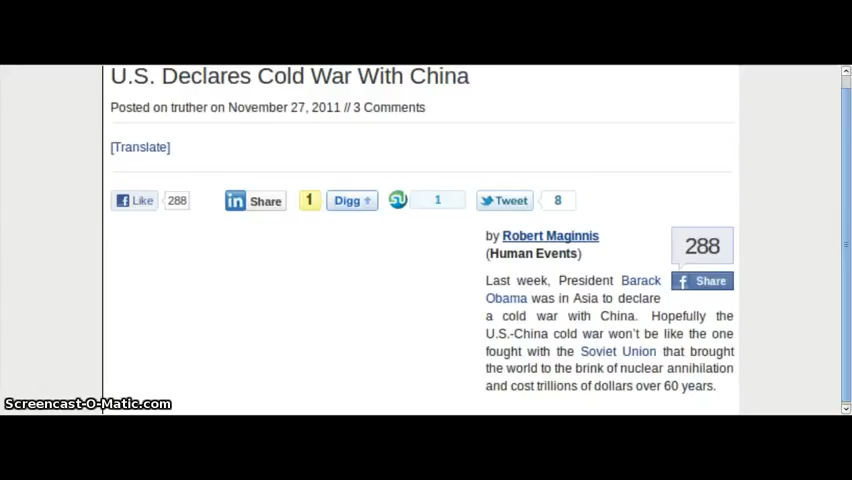 U.S. Declares Cold War With China
Posted on truther on November 27, 2011 // 3 Comments
[Translate]
Like 288 in Share 1 Digg 1 Tweet 8
by Robert Maginnis
(Human Events)
288
f Share
Last week, President Barack
Obama was in Asia to declare
a cold war with China. Hopefully the
U.S.-China cold war won't be like the one
fought with the Soviet Union that brought
the world to the brink of nuclear annihilation
and cost trillions of dollars over 60 years.
Screencast-O-Matic.com